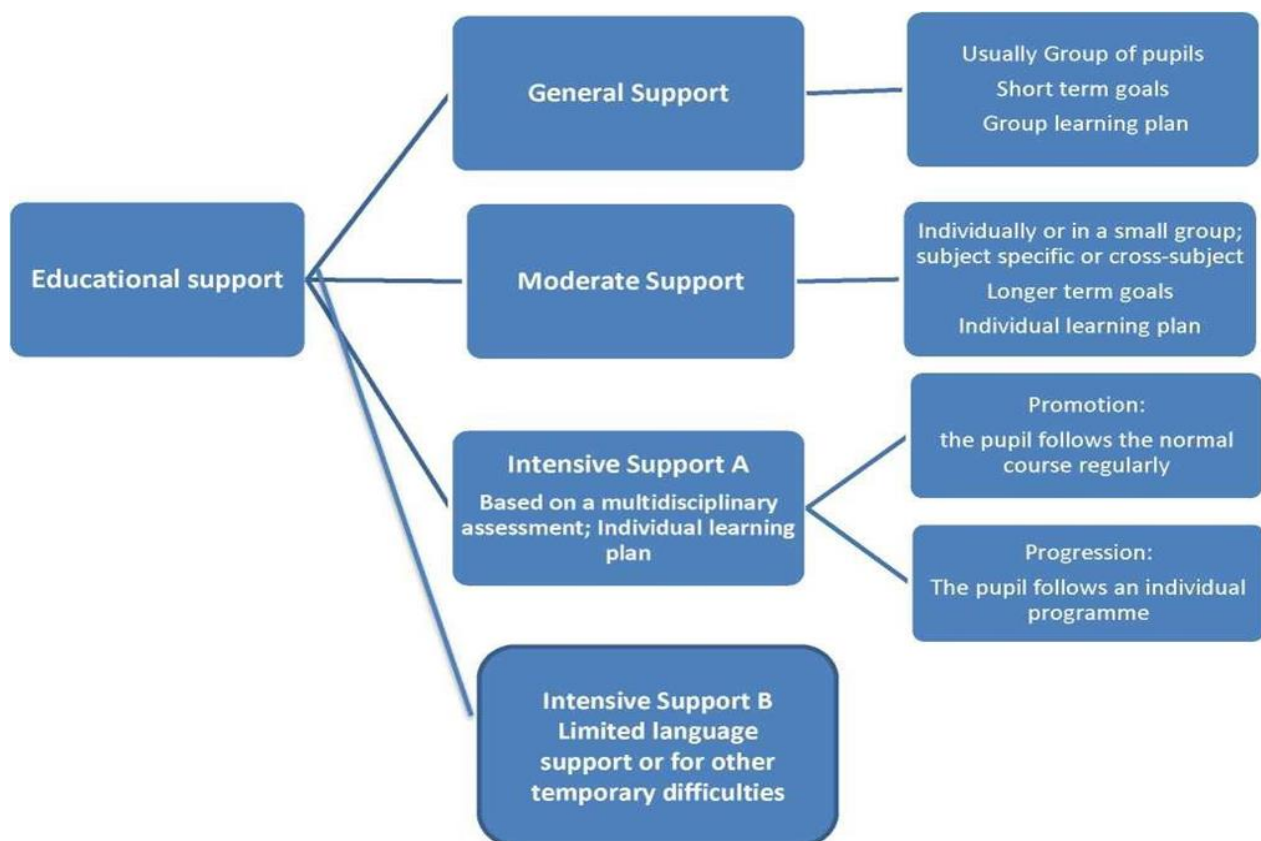 Educational support
General Support
Usually Group of pupils
Short term goals
Group learning plan
Moderate Support
Individually or in a small group;
subject specific or cross-subject
Longer term goals
Individual learning plan
Intensive Support A
Based on a multidisciplinary
assessment; Individual learning
plan
Promotion:
the pupil follows the normal
course regularly
Progression:
The pupil follows an individual
programme
Intensive Support B
Limited language
support or for other
temporary difficulties